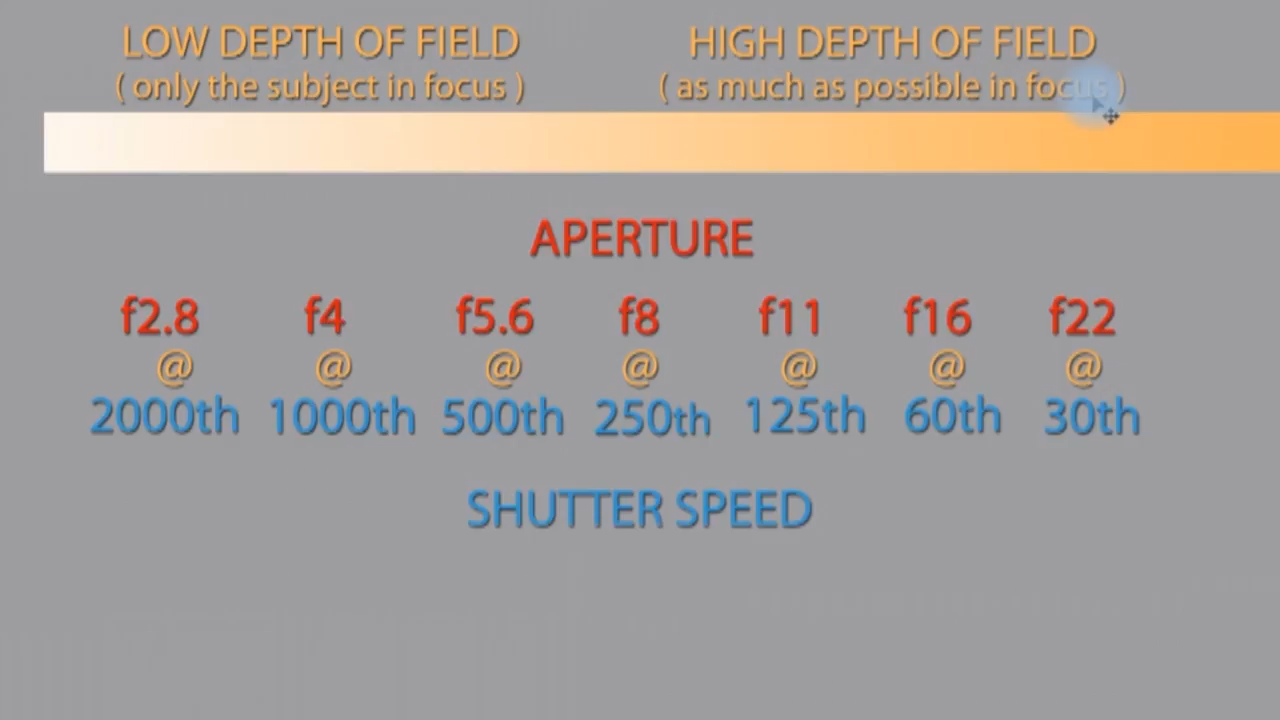 LOW DEPTH OF FIELD HIGH DEPTH OF FIELD
( only the subject in focus ) ( as much as possible in focus )
APERTURE
f2.8 f4 f5.6 f8 f11 f16 f22
@ @ @ @ @ @ @
2000th 1000th 500th 250th 125th 60th 30th
SHUTTER SPEED